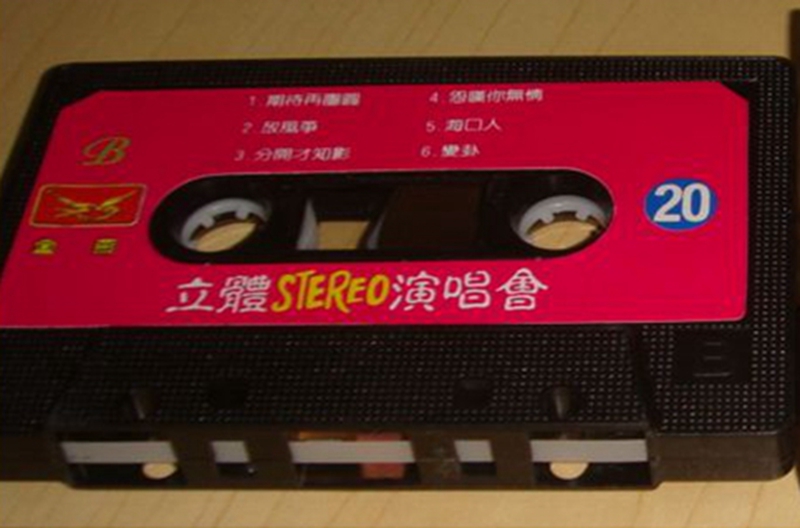 1. 期待再團圓
2. 放風爭
3. 分開才知影
4. 怨嘆你無情
5. 海口人
6. 變卦
B
20
立體STEREO演唱會